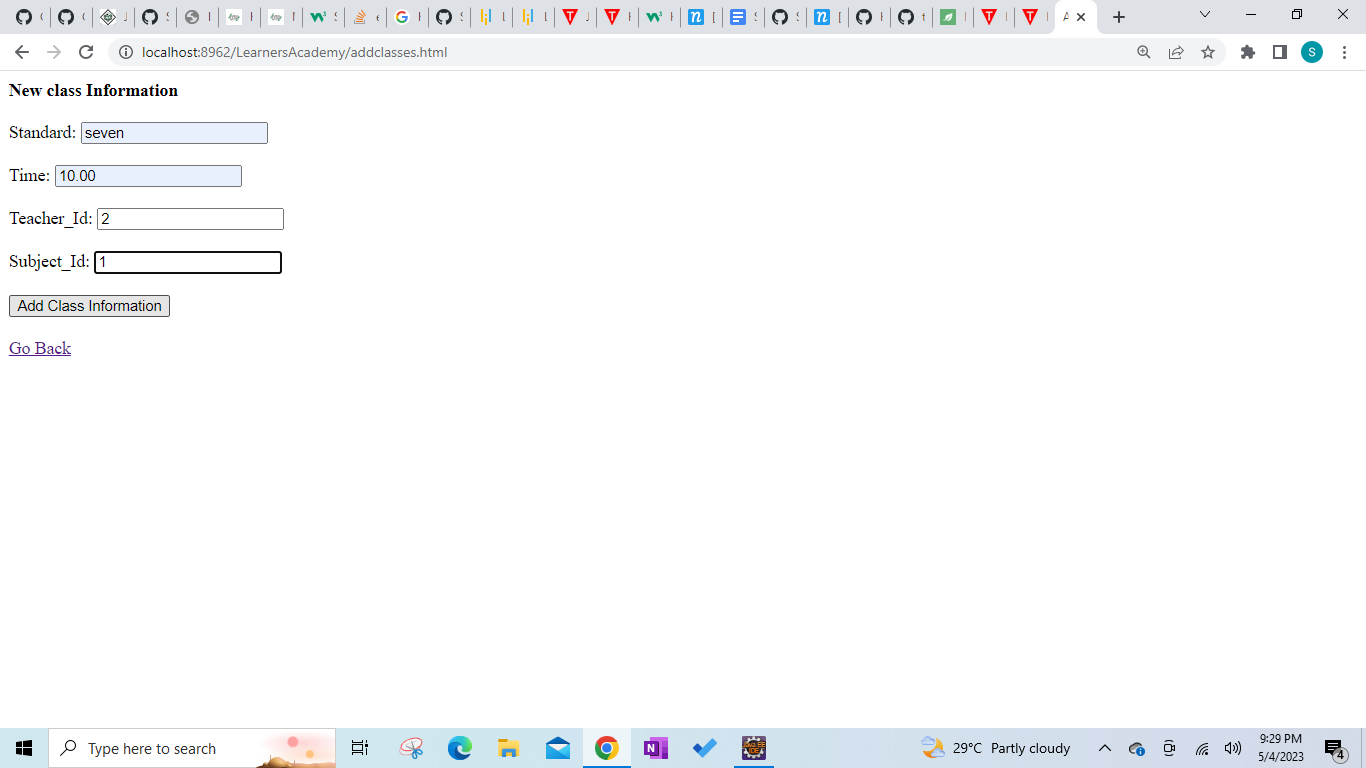 localhost:8962/LearnersAcademy/addclasses.html
S
New class Information
Standard: seven
Time: 10.00
Teacher_Id: 2
Subject_Id: 1
Add Class Information
Go Back
Type here to search
29°C Partly cloudy
9:29 PM
5/4/2023
4